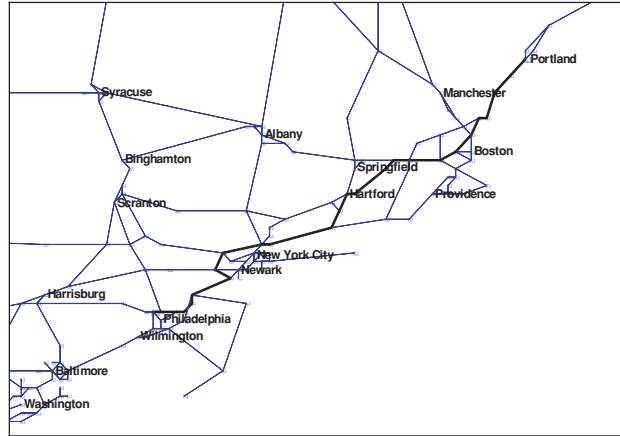 Portland
Syracuse
Manchester
Albany
Boston
Binghamton
Springfield
Hartford
Providence
Scranton
New York City
Newark
Harrisburg
Philadelphia
Wilmington
Baltimore
Washington